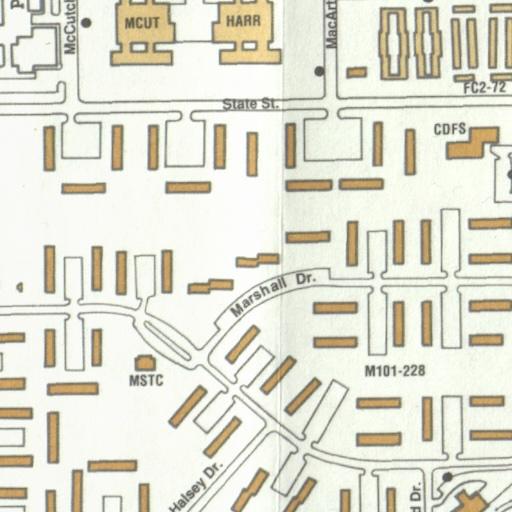 McCutch
MCUT
HARR
MacArt
FC2-72
State St.
CDFS
Marshall Dr.
MSTC
M101-228
Halsey Dr.
d Dr.